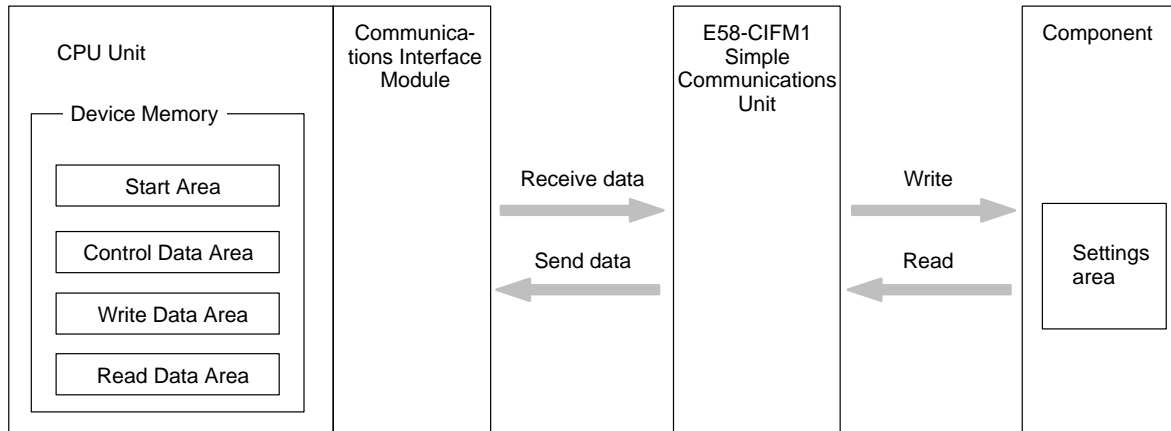 CPU Unit
Device Memory
Start Area
Control Data Area
Write Data Area
Read Data Area
Communica-
tions Interface
Module
Receive data
Send data
E58-CIFM1
Simple
Communications
Unit
Write
Read
Component
Settings
area